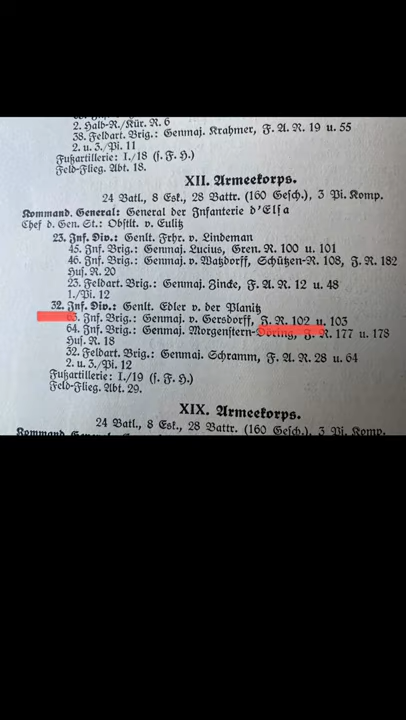 2. Halb-R./Kür. R. 6
38. Feldart. Brig.: Genmaj. Krahmer, F. A. R. 19 u. 55
2. u. 3./Pi. 11
Fußartillerie: I./18 (s. F. H.)
Feld-Flieg. Abt. 18.
XII. Armeekorps.
24 Batl., 8 Esk., 28 Battr. (160 Gesch.), 3 Pi. Komp.
Kommand. General: General der Infanterie d'Elsa
Chef d. Gen. St.: Obstlt. v. Eulitz
23. Inf. Div.: Genlt. Frhr. v. Lindeman
45. Inf. Brig.: Genmaj. Lucius, Gren. R. 100 u. 101
46. Inf. Brig.: Genmaj. v. Watzdorff, Schützen-R. 108, F. R. 182
Hus. R. 20
23. Feldart. Brig.: Genmaj. Zincke, F. A. R. 12 u. 48
1./Pi. 12
32. Inf. Div.: Genlt. Edler v. der Planitz
63. Inf. Brig.: Genmaj. v. Gersdorff, F. R. 102 u. 103
64. Inf. Brig.: Genmaj. Morgenstern-Döring, F. R. 177 u. 178
Hus. R. 18
32. Feldart. Brig.: Genmaj. Schramm, F. A. R. 28 u. 64
2. u. 3./Pi. 12
Fußartillerie: I./19 (s. F. H.)
Feld-Flieg. Abt. 29.
XIX. Armeekorps.
24 Batl., 8 Esk., 28 Battr. (160 Gesch.), 3 Pi. Komp.